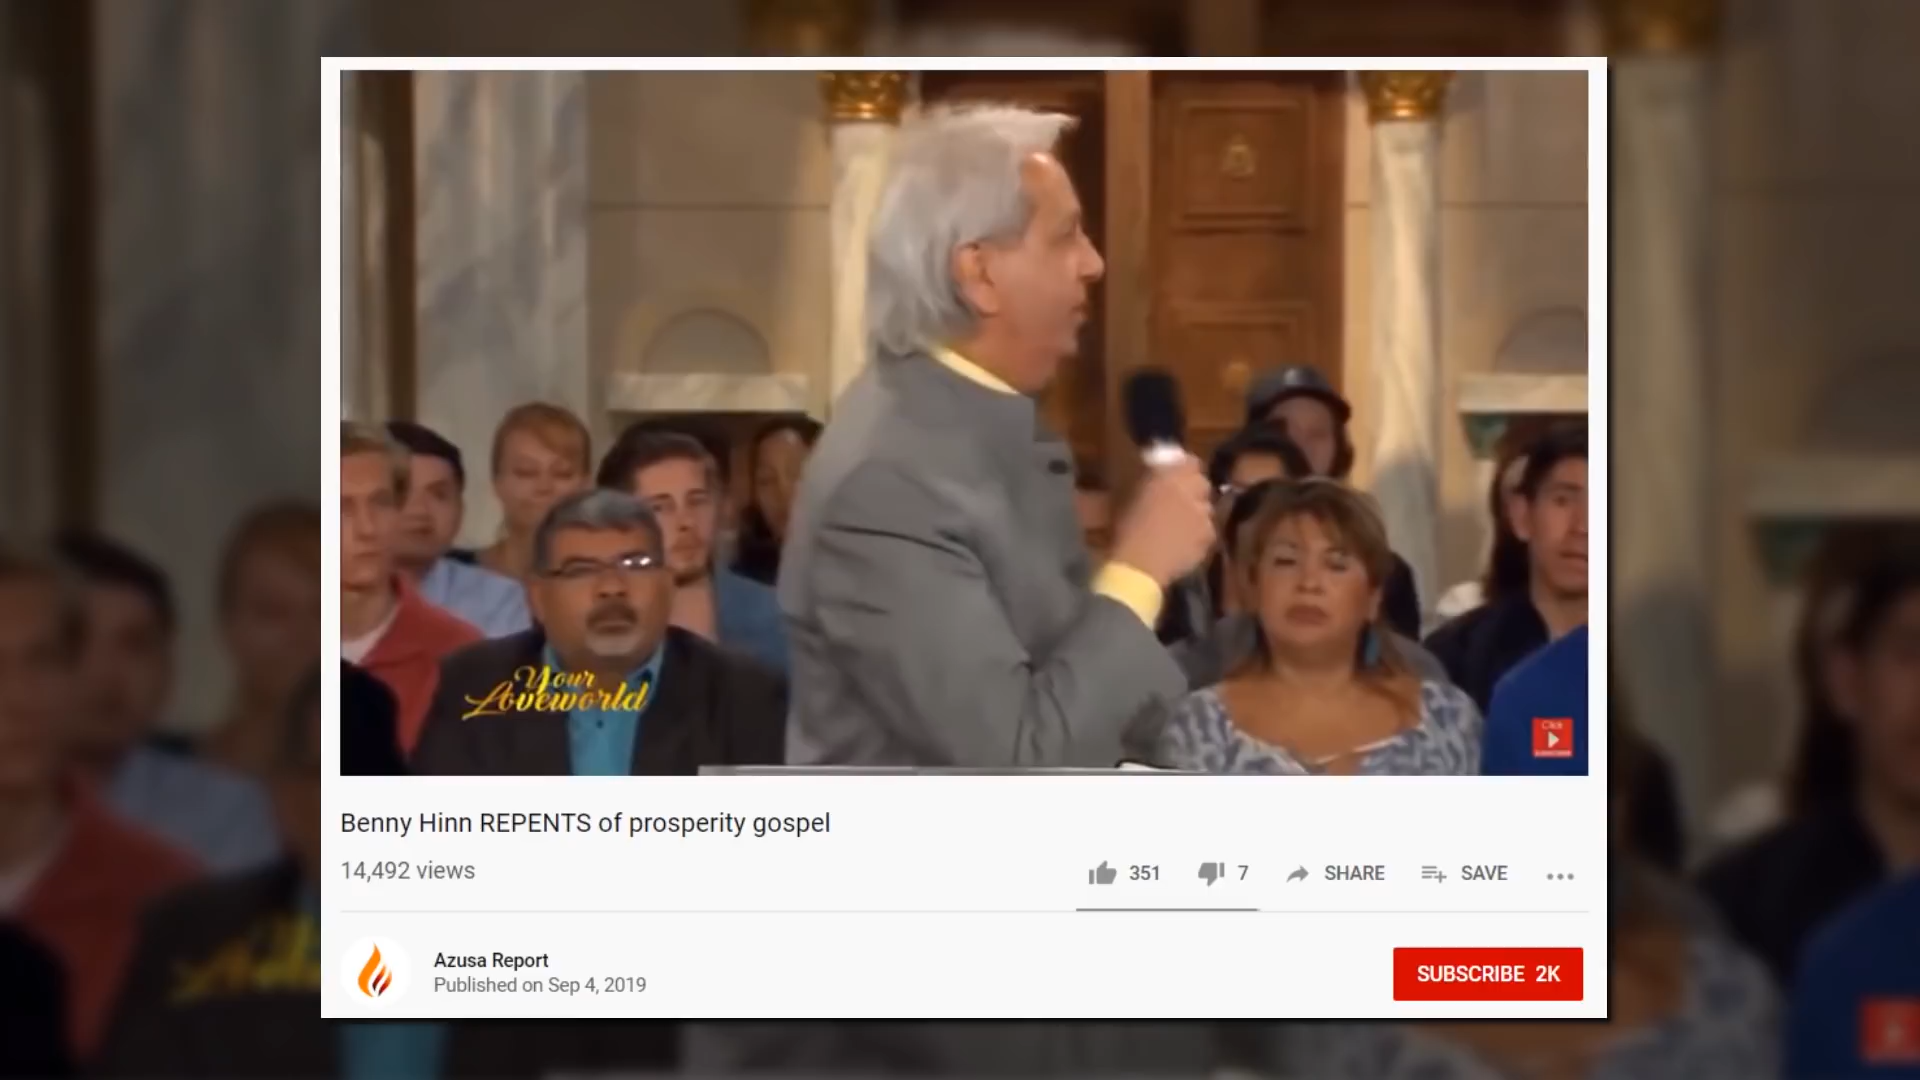 Your
Loveworld
Click
Benny Hinn REPENTS of prosperity gospel
14,492 views
351
7
SHARE
SAVE
Azusa Report
Published on Sep 4, 2019
SUBSCRIBE 2K